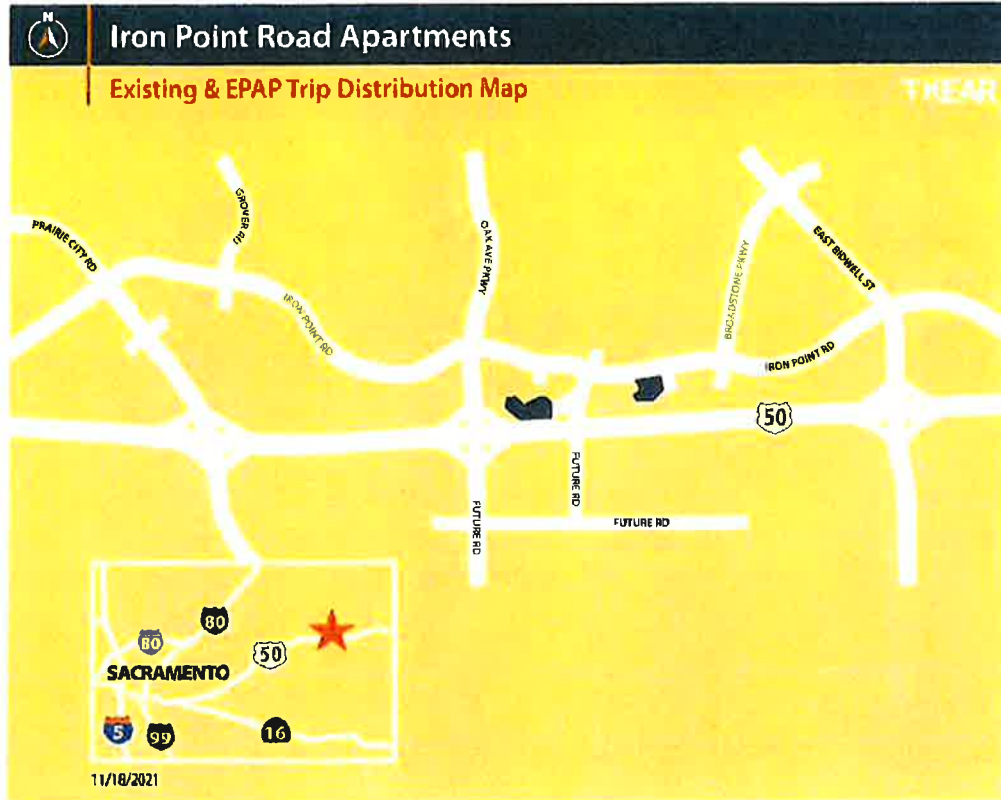 N
Iron Point Road Apartments
Existing & EPAP Trip Distribution Map
TKEAR
GROVER RD
PRAIRIE CITY RD
OAK AVE PKWY
EAST BIDWELL ST
BROADSTONE PKWY
IRON POINT RD
IRON POINT RD
50
FUTURE RD
FUTURE RD
FUTURE RD
80
80
50
SACRAMENTO
5
99
16
11/18/2021